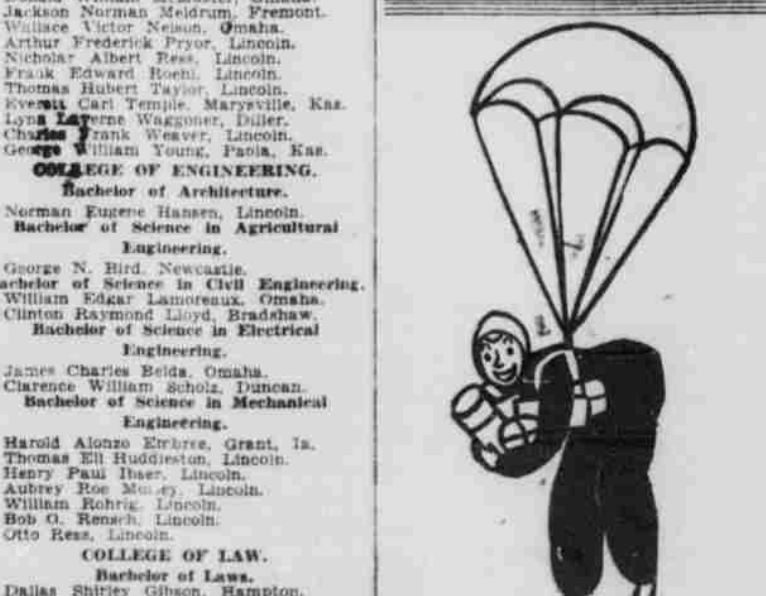 Jackson Norman Meldrum, Fremont.
Wallace Victor Nelson, Omaha.
Arthur Frederick Pryor, Lincoln.
Nicholar Albert Ress, Lincoln.
Frank Edward Roehl, Lincoln.
Thomas Hubert Taylor, Lincoln.
Everett Carl Temple, Marysville, Kas.
Lynn Laverne Waggoner, Diller.
Charles Frank Weaver, Lincoln.
George William Young, Paola, Kas.
COLLEGE OF ENGINEERING.
Bachelor of Architecture.
Norman Eugene Hansen, Lincoln.
Bachelor of Science in Agricultural
Engineering.
George N. Bird, Newcastle.
achelor of Science in Civil Engineering.
William Edgar Lamoreaux, Omaha.
Clinton Raymond Lloyd, Bradshaw.
Bachelor of Science in Electrical
Engineering.
James Charles Belda, Omaha.
Clarence William Scholz, Duncan.
Bachelor of Science in Mechanical
Engineering.
Harold Alonzo Embree, Grant, Ia.
Thomas Ell Huddleston, Lincoln.
Henry Paul Ibser, Lincoln.
Aubrey Roe Lincoln.
William Rohrig, Lincoln.
Bob O. Rensch, Lincoln.
Otto Ress, Lincoln.
COLLEGE OF LAW.
Bachelor of Laws.
Dallas Shirley Gibson, Hampton.